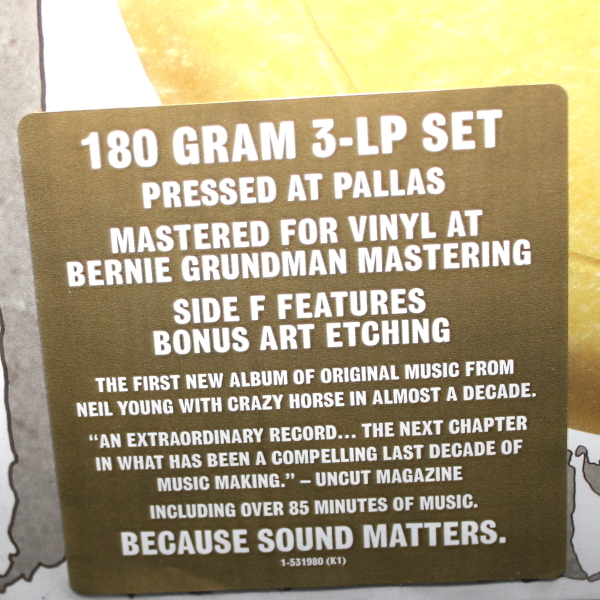 180 GRAM 3-LP SET
PRESSED AT PALLAS
MASTERED FOR VINYL AT
BERNIE GRUNDMAN MASTERING
SIDE F FEATURES
BONUS ART ETCHING
THE FIRST NEW ALBUM OF ORIGINAL MUSIC FROM
NEIL YOUNG WITH CRAZY HORSE IN ALMOST A DECADE.
“AN EXTRAORDINARY RECORD... THE NEXT CHAPTER
IN WHAT HAS BEEN A COMPELLING LAST DECADE OF
MUSIC MAKING.” – UNCUT MAGAZINE
INCLUDING OVER 85 MINUTES OF MUSIC.
BECAUSE SOUND MATTERS.
1-531980 (K1)